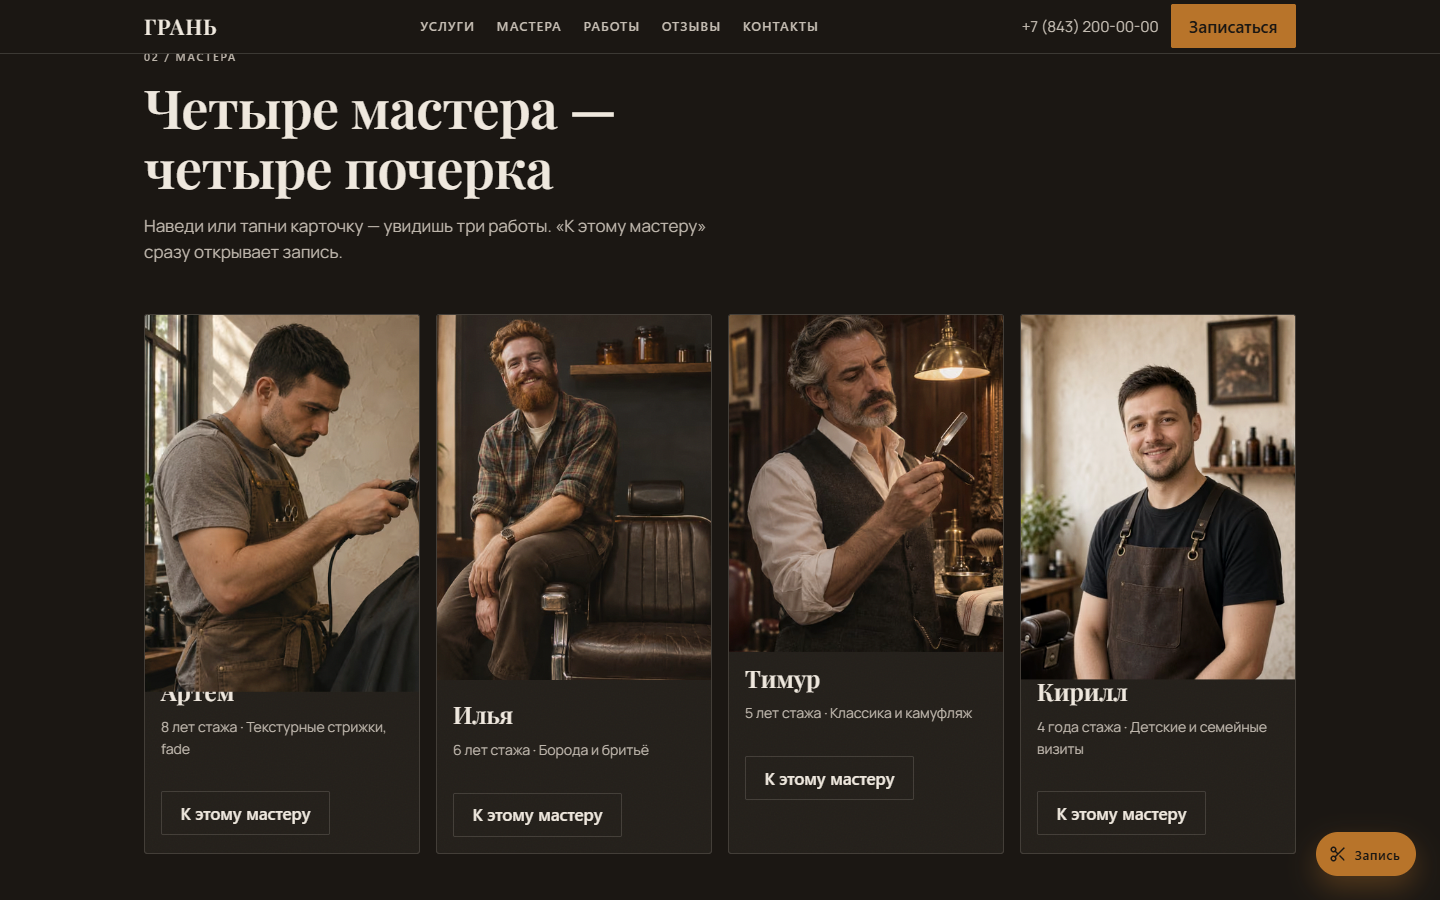 ГРАНЬ
УСЛУГИ МАСТЕРА РАБОТЫ ОТЗЫВЫ КОНТАКТЫ
+7 (843) 200-00-00
Записаться
02 / МАСТЕРА
Четыре мастера —
четыре почерка
Наведи или тапни карточку — увидишь три работы. «К этому мастеру»
сразу открывает запись.
Артём
8 лет стажа · Текстурные стрижки,
fade
К этому мастеру
Илья
6 лет стажа · Борода и бритьё
К этому мастеру
Тимур
5 лет стажа · Классика и камуфляж
К этому мастеру
Кирилл
4 года стажа · Детские и семейные
визиты
К этому мастеру
Запись